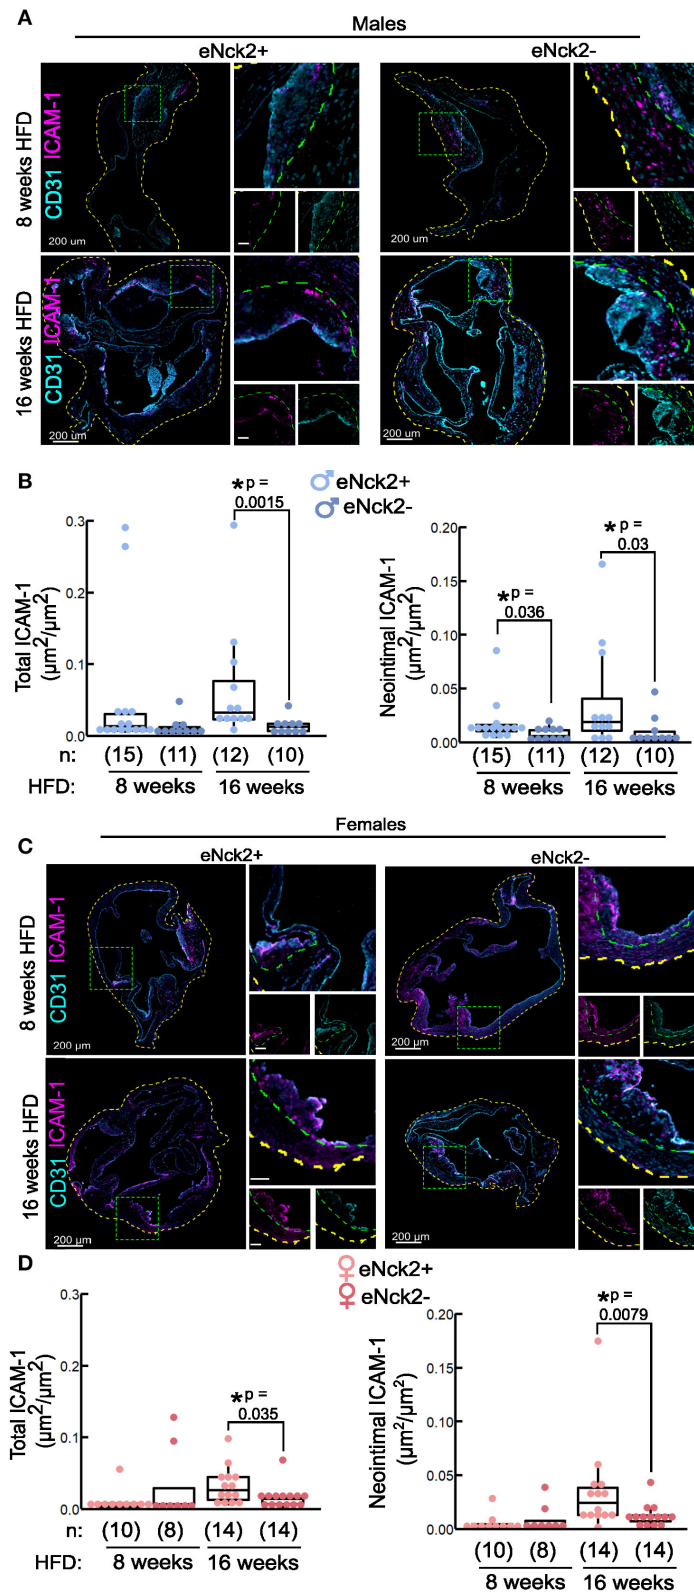 A
Males
eNck2+ eNck2-
8 weeks HFD
CD31 ICAM-1
200 um
200 um
16 weeks HFD
CD31 ICAM-1
200 um
200 um
B
♂ eNck2+
♂ eNck2-
Total ICAM-1
(µm²/µm²)
0.3
0.2
0.1
0.0
*p =
0.0015
n: (15) (11) (12) (10)
HFD: 8 weeks 16 weeks
Neointimal ICAM-1
(µm²/µm²)
0.20
0.15
0.10
0.05
0.00
*p =
0.036
*p =
0.03
(15) (11) (12) (10)
8 weeks 16 weeks
Females
C
eNck2+ eNck2-
8 weeks HFD
CD31 ICAM-1
200 µm
200 µm
16 weeks HFD
CD31 ICAM-1
200 µm
200 µm
D
♀ eNck2+
♀ eNck2-
Total ICAM-1
(µm²/µm²)
0.3
0.2
0.1
0.0
*p =
0.035
n: (10) (8) (14) (14)
HFD: 8 weeks 16 weeks
Neointimal ICAM-1
(µm²/µm²)
0.20
0.15
0.10
0.05
0.00
*p =
0.0079
(10) (8) (14) (14)
8 weeks 16 weeks